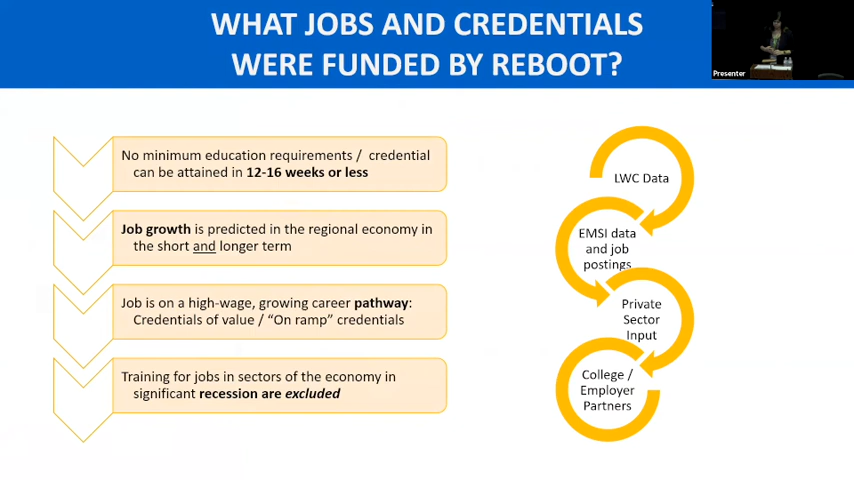 WHAT JOBS AND CREDENTIALS
WERE FUNDED BY REBOOT?
Presenter
No minimum education requirements / credential
can be attained in 12-16 weeks or less
Job growth is predicted in the regional economy in
the short and longer term
Job is on a high-wage, growing career pathway:
Credentials of value / “On ramp” credentials
Training for jobs in sectors of the economy in
significant recession are excluded
LWC Data
EMSI data
and job
postings
Private
Sector
Input
College /
Employer
Partners